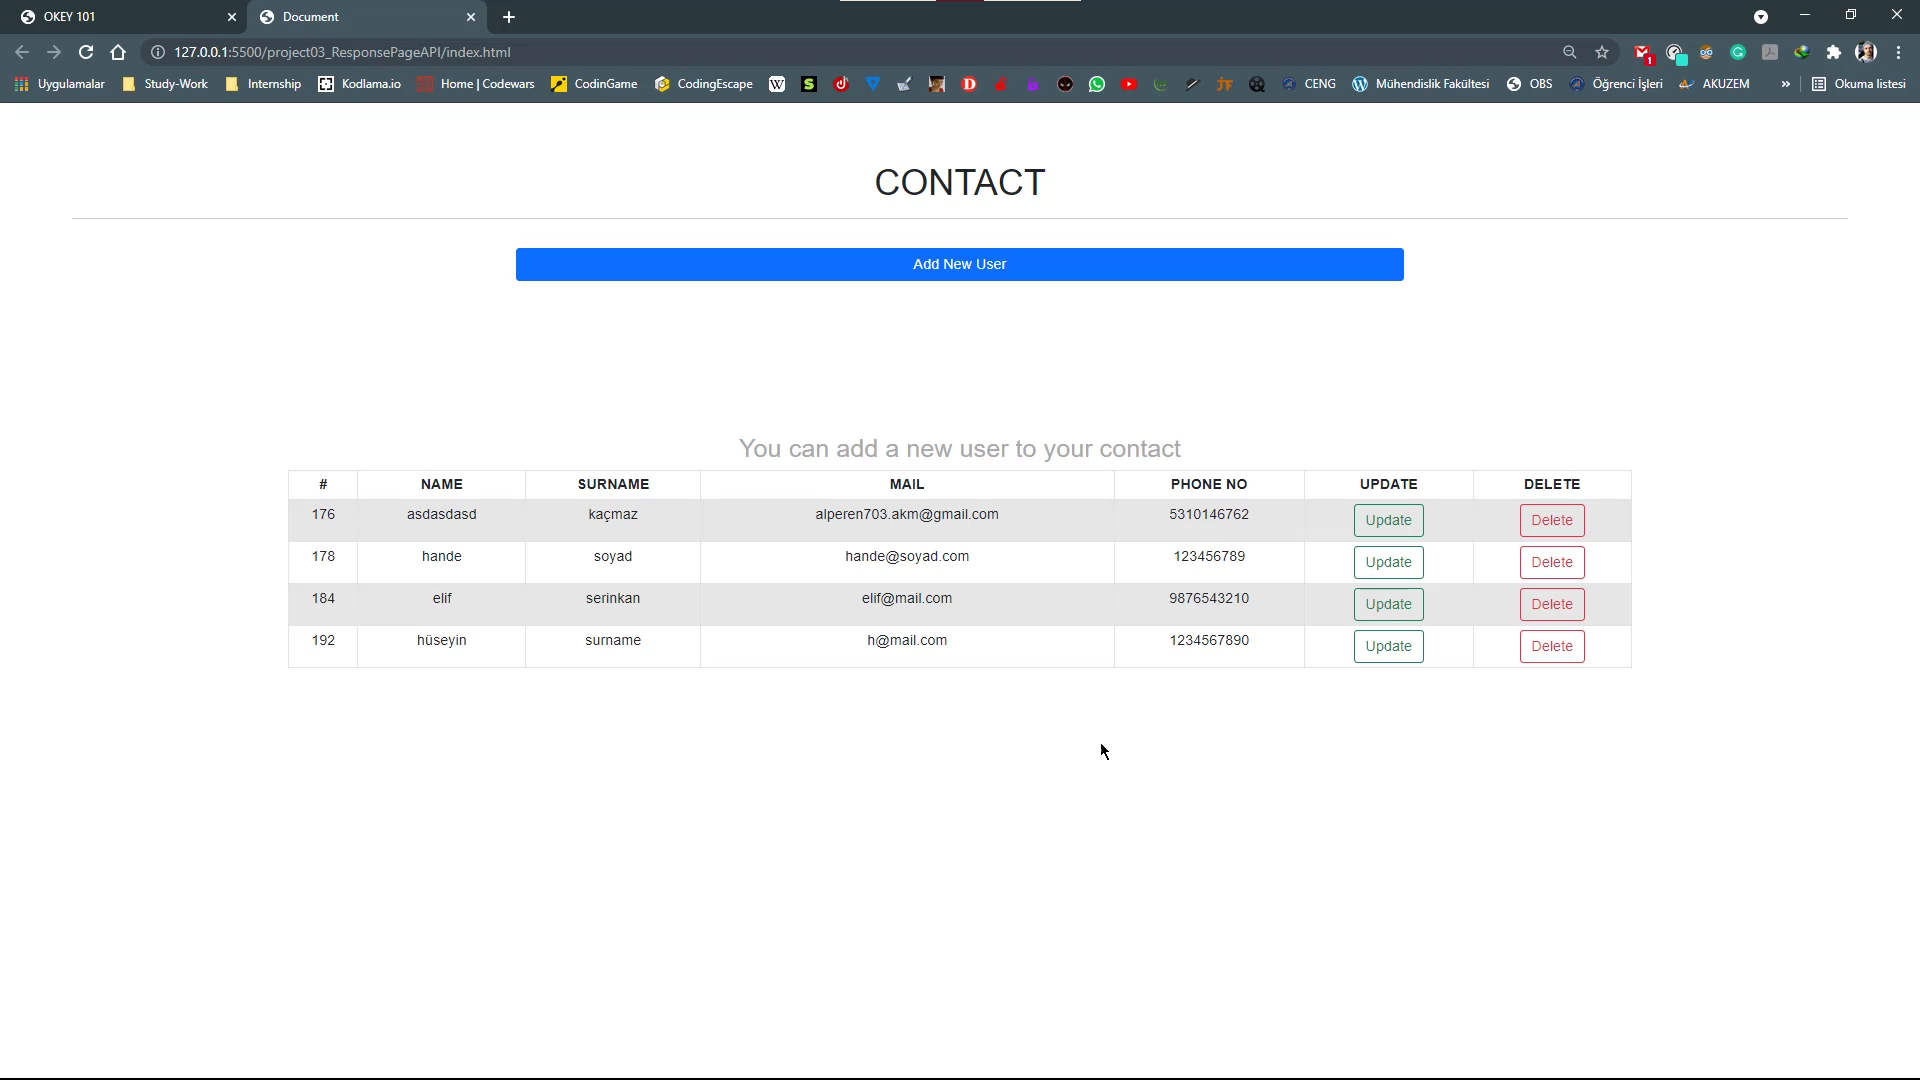 OKEY 101
Document
127.0.0.1:5500/project03_ResponsePageAPI/index.html
1
Uygulamalar Study-Work Internship Kodlama.io Home | Codewars CodinGame CodingEscape W S D JF CENG Mühendislik Fakültesi OBS Öğrenci İşleri AKUZEM » Okuma listesi
CONTACT
Add New User
You can add a new user to your contact
# NAME SURNAME MAIL PHONE NO UPDATE DELETE
176 asdasdasd kaçmaz alperen703.akm@gmail.com 5310146762 Update Delete
178 hande soyad hande@soyad.com 123456789 Update Delete
184 elif serinkan elif@mail.com 9876543210 Update Delete
192 hüseyin surname h@mail.com 1234567890 Update Delete